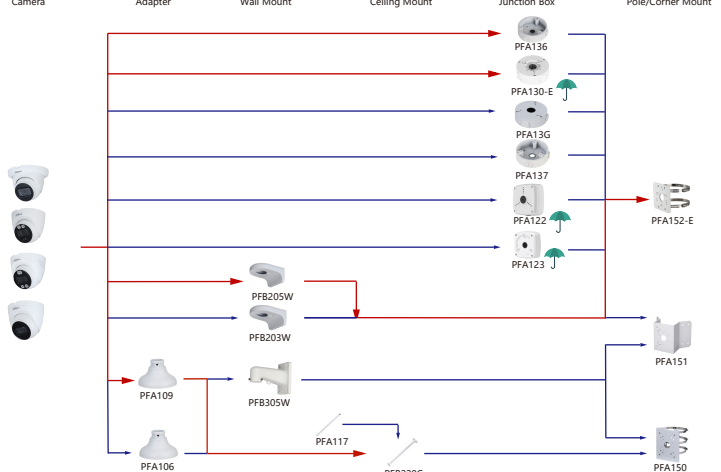 Camera Adapter Wall Mount Ceiling Mount Junction Box Pole/Corner Mount
PFA136
PFA130-E
PFA13G
PFA137
PFA122
PFA152-E
PFA123
PFB205W
PFB203W
PFA151
PFA109
PFB305W
PFA117
PFA106
PFB220C
PFA150